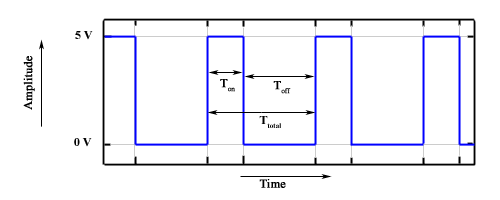 5 V
Amplitude
T_on
T_off
T_total
0 V
Time